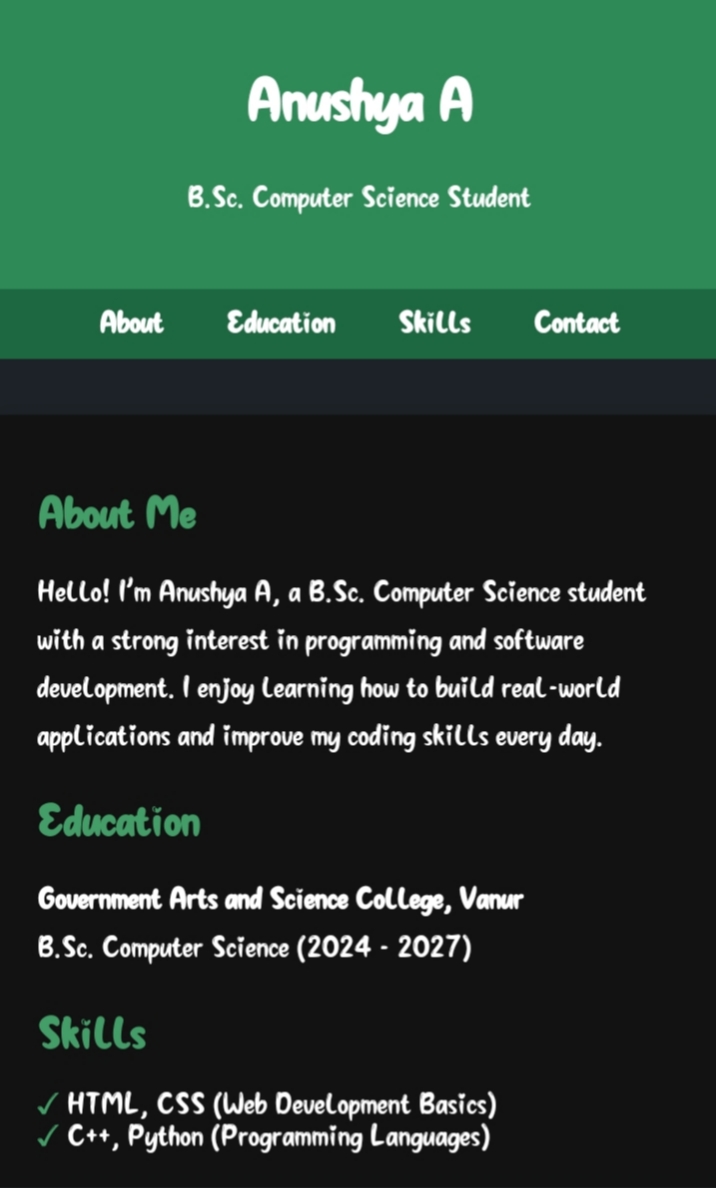 Anushya A
B.Sc. Computer Science Student
About Education Skills Contact
About Me
Hello! I'm Anushya A, a B.Sc. Computer Science student
with a strong interest in programming and software
development. I enjoy learning how to build real-world
applications and improve my coding skills every day.
Education
Government Arts and Science College, Vanur
B.Sc. Computer Science (2024 - 2027)
Skills
✓ HTML, CSS (Web Development Basics)
✓ C++, Python (Programming Languages)